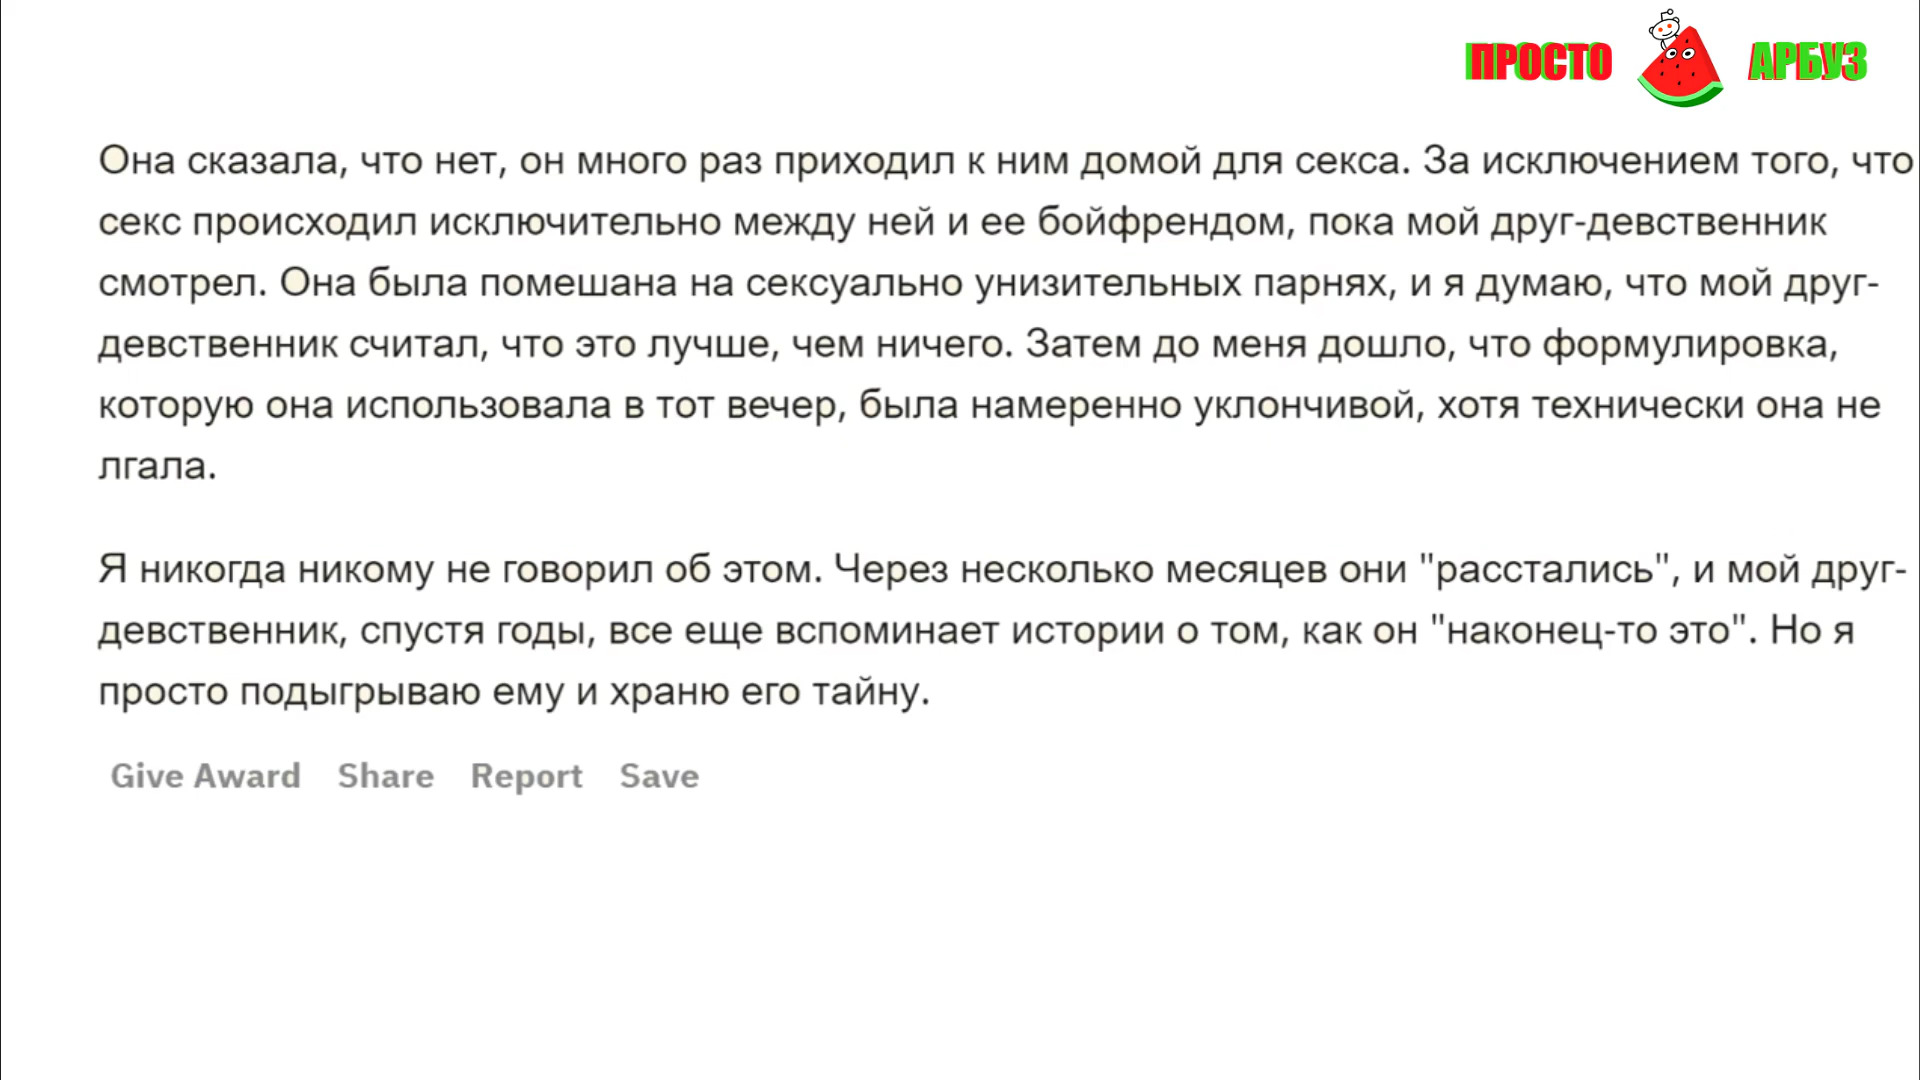 ПРОСТО АРБУЗ
Она сказала, что нет, он много раз приходил к ним домой для секса. За исключением того, что
секс происходил исключительно между ней и ее бойфрендом, пока мой друг-девственник
смотрел. Она была помешана на сексуально унизительных парнях, и я думаю, что мой друг-
девственник считал, что это лучше, чем ничего. Затем до меня дошло, что формулировка,
которую она использовала в тот вечер, была намеренно уклончивой, хотя технически она не
лгала.
Я никогда никому не говорил об этом. Через несколько месяцев они "расстались", и мой друг-
девственник, спустя годы, все еще вспоминает истории о том, как он "наконец-то это". Но я
просто подыгрываю ему и храню его тайну.
Give Award Share Report Save